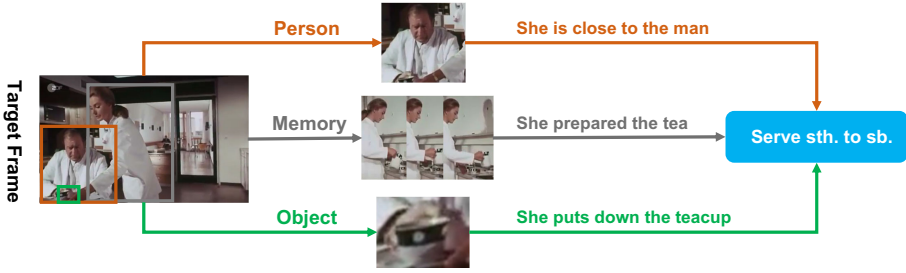 Target Frame
Person
She is close to the man
Memory
She prepared the tea
Serve sth. to sb.
Object
She puts down the teacup